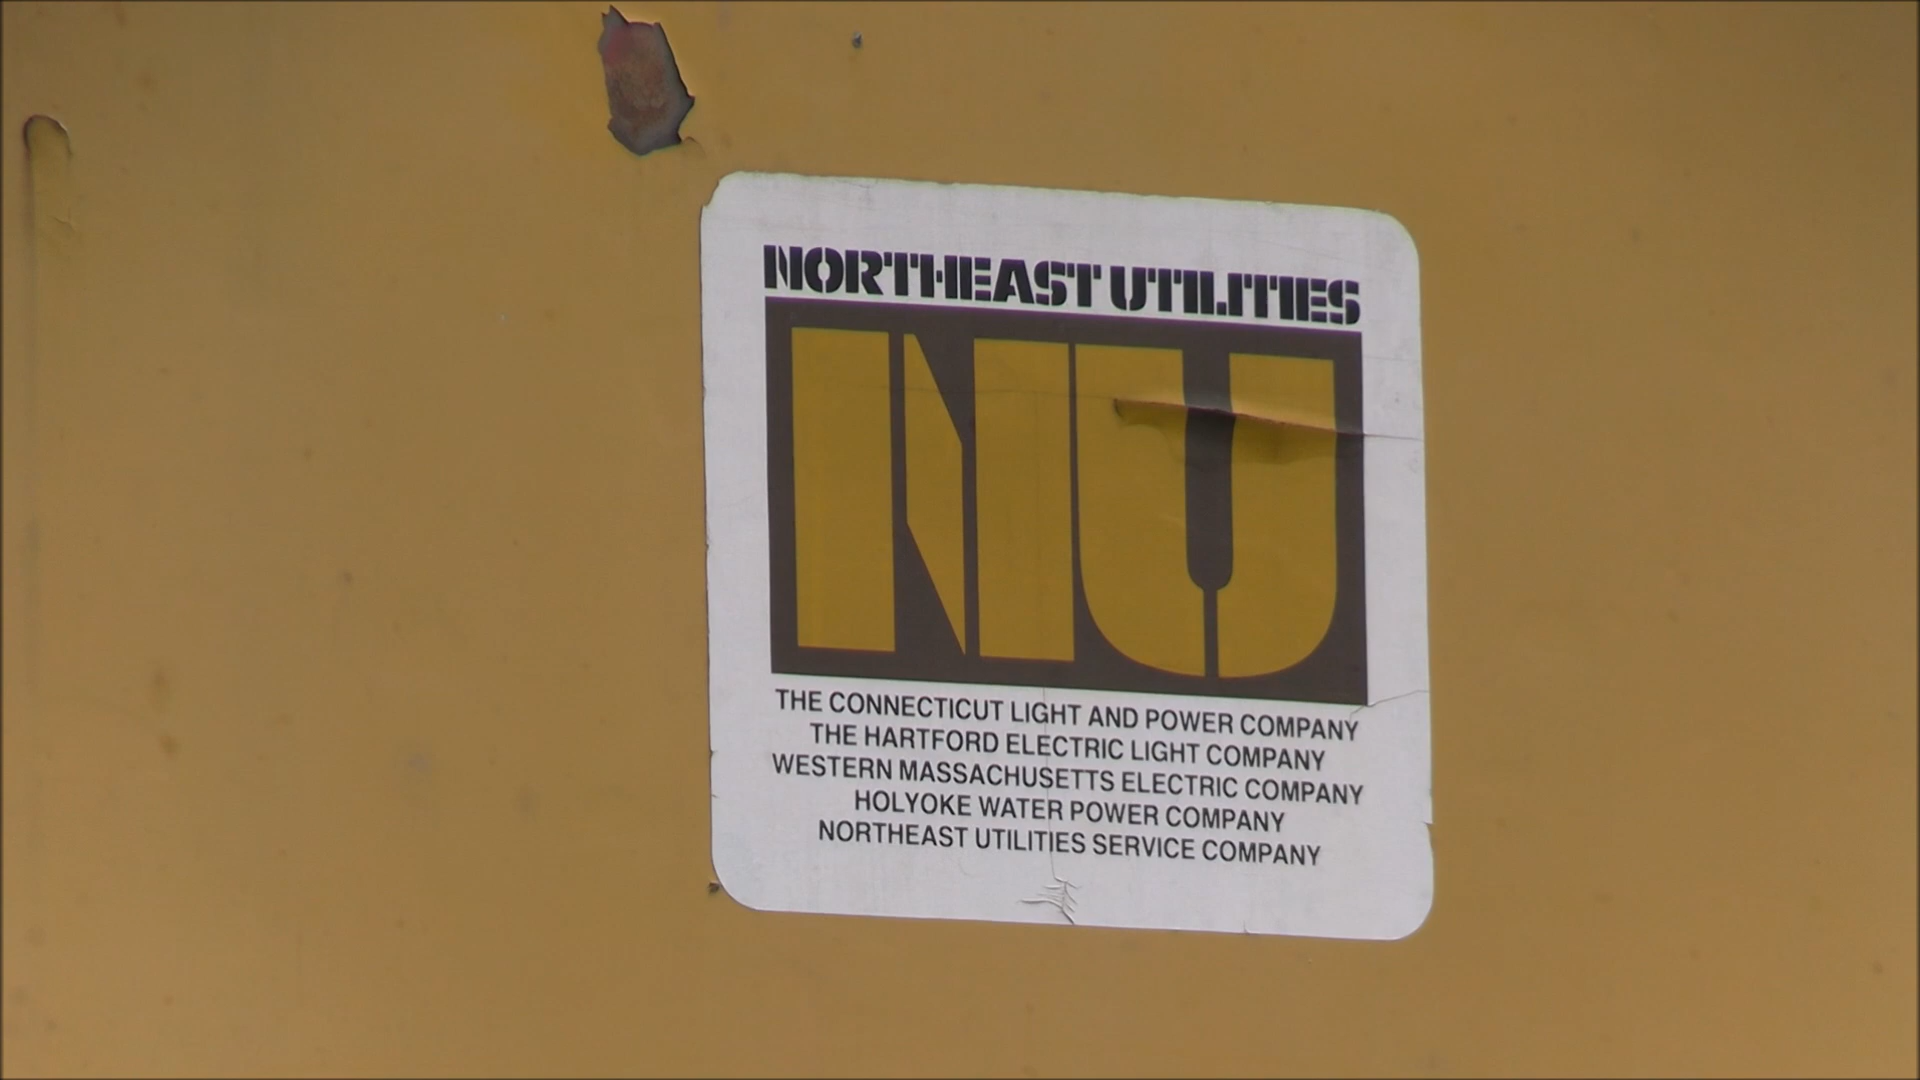 NORTHEAST UTILITIES
NU
THE CONNECTICUT LIGHT AND POWER COMPANY
THE HARTFORD ELECTRIC LIGHT COMPANY
WESTERN MASSACHUSETTS ELECTRIC COMPANY
HOLYOKE WATER POWER COMPANY
NORTHEAST UTILITIES SERVICE COMPANY